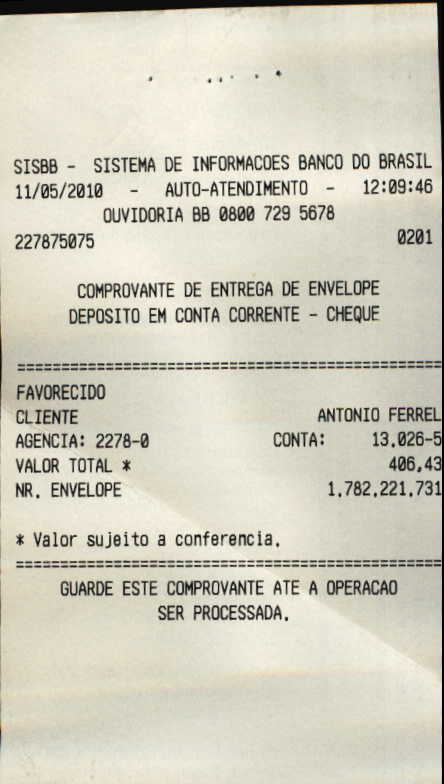 SISBB - SISTEMA DE INFORMACOES BANCO DO BRASIL
11/05/2010 - AUTO-ATENDIMENTO - 12:09:46
OUVIDORIA BB 0800 729 5678
227875075 0201
COMPROVANTE DE ENTREGA DE ENVELOPE
DEPOSITO EM CONTA CORRENTE - CHEQUE
================================================
FAVORECIDO
CLIENTE ANTONIO FERREL
AGENCIA: 2278-0 CONTA: 13.026-5
VALOR TOTAL * 406,43
NR. ENVELOPE 1.782.221.731
* Valor sujeito a conferencia.
================================================
GUARDE ESTE COMPROVANTE ATE A OPERACAO
SER PROCESSADA.